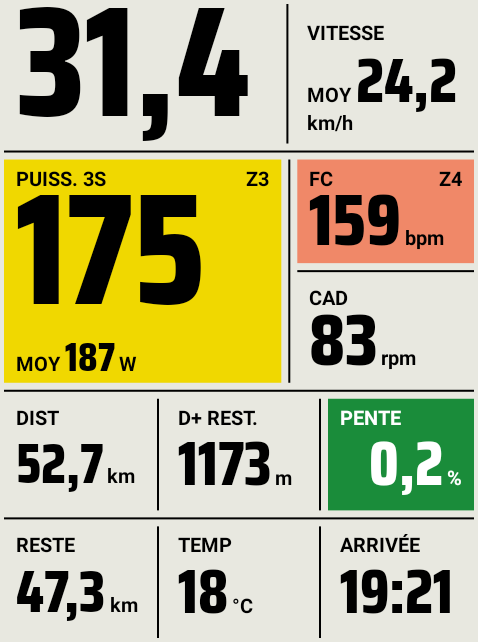 31,4
VITESSE
MOY 24,2
km/h
PUISS. 3S Z3
175
MOY 187 W
FC Z4
159 bpm
CAD
83 rpm
DIST
52,7 km
D+ REST.
1173 m
PENTE
0,2 %
RESTE
47,3 km
TEMP
18 °C
ARRIVÉE
19:21